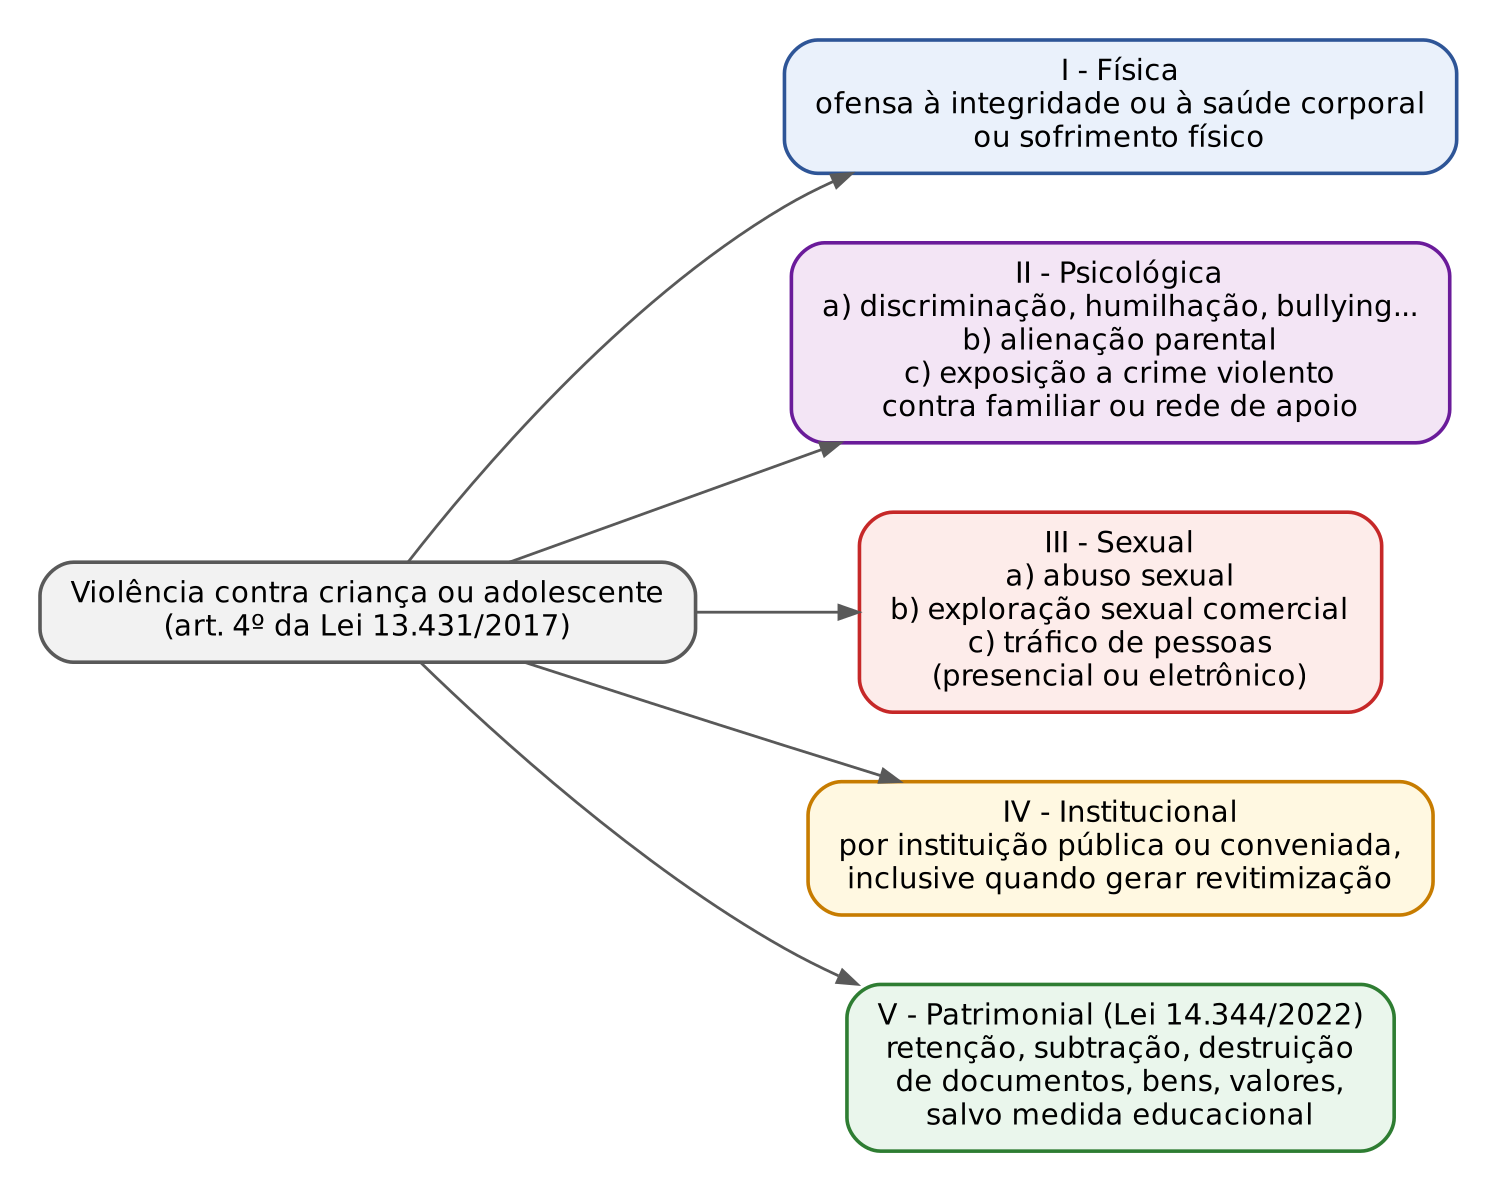 Violência contra criança ou adolescente
(art. 4º da Lei 13.431/2017)
I - Física
ofensa à integridade ou à saúde corporal
ou sofrimento físico
II - Psicológica
a) discriminação, humilhação, bullying...
b) alienação parental
c) exposição a crime violento
contra familiar ou rede de apoio
III - Sexual
a) abuso sexual
b) exploração sexual comercial
c) tráfico de pessoas
(presencial ou eletrônico)
IV - Institucional
por instituição pública ou conveniada,
inclusive quando gerar revitimização
V - Patrimonial (Lei 14.344/2022)
retenção, subtração, destruição
de documentos, bens, valores,
salvo medida educacional